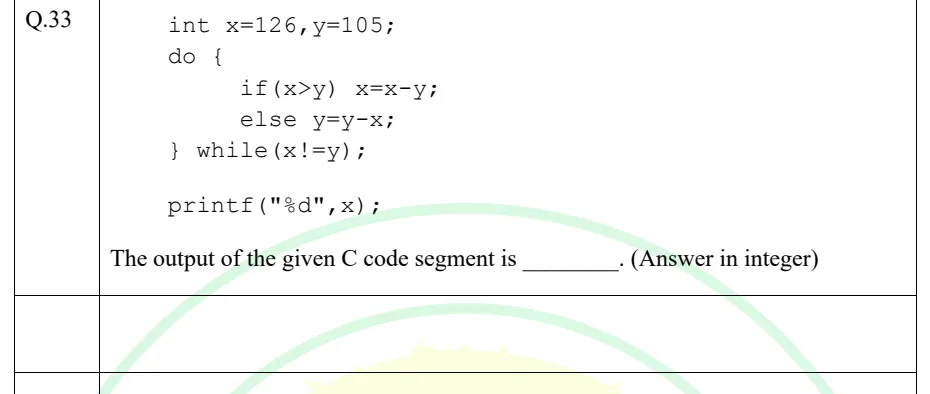 Q.33
int x=126,y=105;
do {
if(x>y) x=x-y;
else y=y-x;
} while(x!=y);
printf("%d",x);
The output of the given C code segment is ________. (Answer in integer)